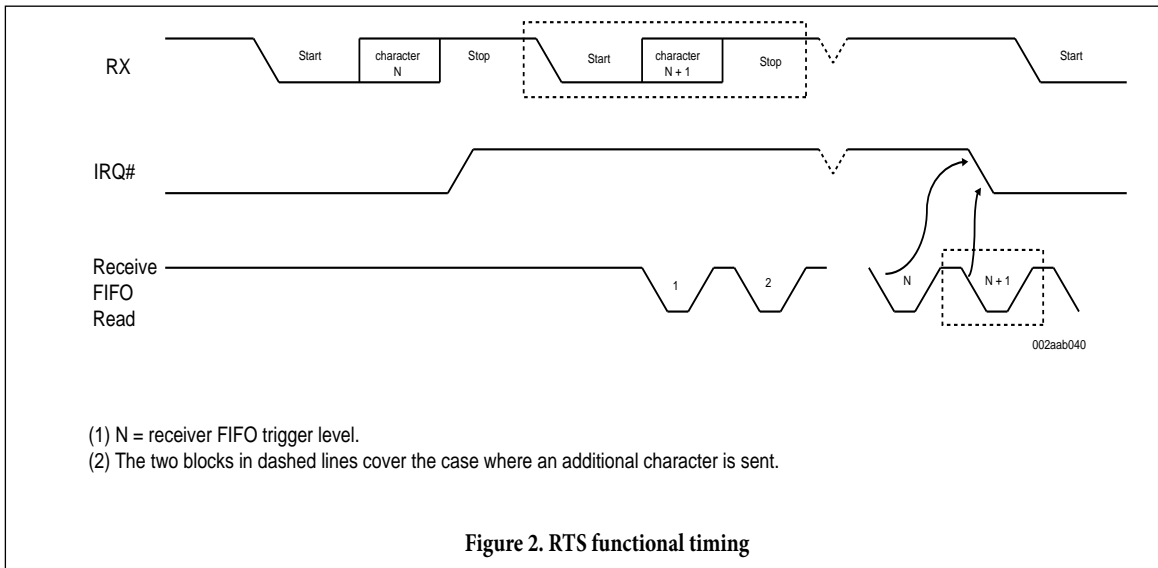 RX
Start
character
N
Stop
Start
character
N + 1
Stop
Start
IRQ#
Receive
FIFO
Read
1
2
N
N + 1
002aab040
(1) N = receiver FIFO trigger level.
(2) The two blocks in dashed lines cover the case where an additional character is sent.
Figure 2. RTS functional timing